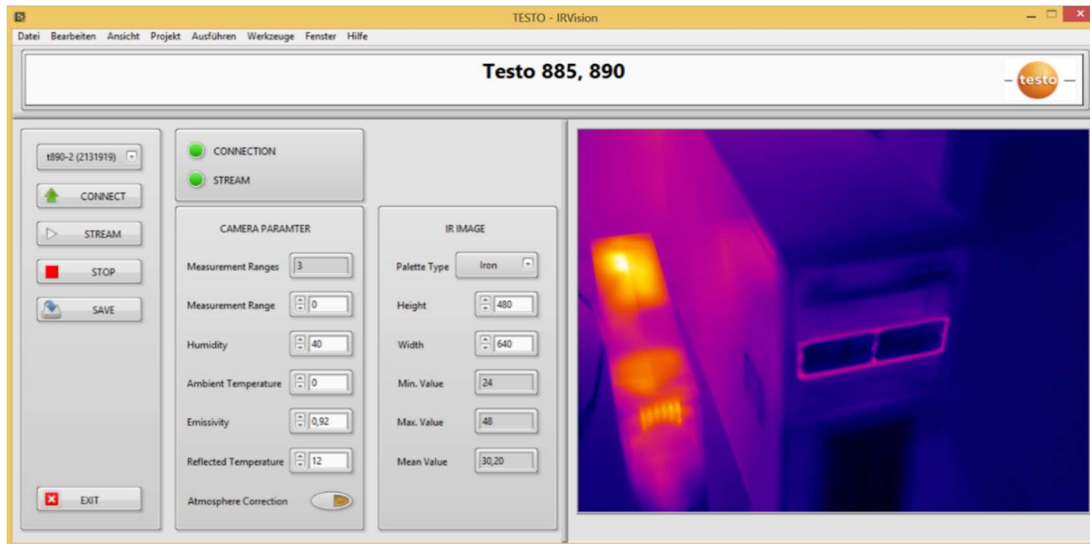 TESTO - IRVision
Datei Bearbeiten Ansicht Projekt Ausführen Werkzeuge Fenster Hilfe
Testo 885, 890
testo
t890-2 (2131919)
CONNECT
STREAM
STOP
SAVE
EXIT
CONNECTION
STREAM
CAMERA PARAMTER
Measurement Ranges 3
Measurement Range 0
Humidity 40
Ambient Temperature 0
Emissivity 0,92
Reflected Temperature 12
Atmosphere Correction
IR IMAGE
Palette Type Iron
Height 480
Width 640
Min. Value 24
Max. Value 48
Mean Value 30,20